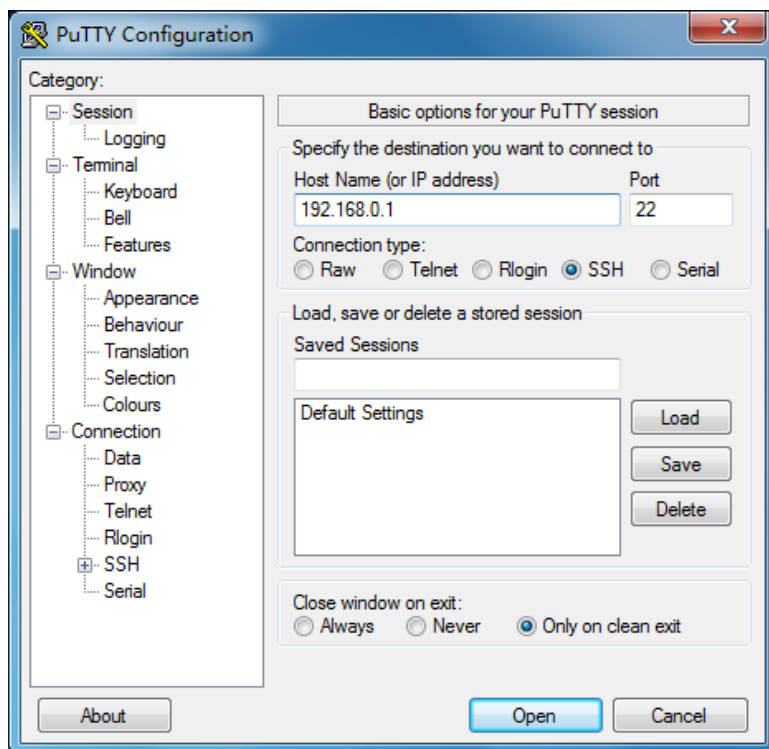 PuTTY Configuration
Category:
Session
Logging
Terminal
Keyboard
Bell
Features
Window
Appearance
Behaviour
Translation
Selection
Colours
Connection
Data
Proxy
Telnet
Rlogin
SSH
Serial
Basic options for your PuTTY session
Specify the destination you want to connect to
Host Name (or IP address) Port
192.168.0.1 22
Connection type:
Raw Telnet Rlogin SSH Serial
Load, save or delete a stored session
Saved Sessions
Default Settings
Load
Save
Delete
Close window on exit:
Always Never Only on clean exit
About Open Cancel